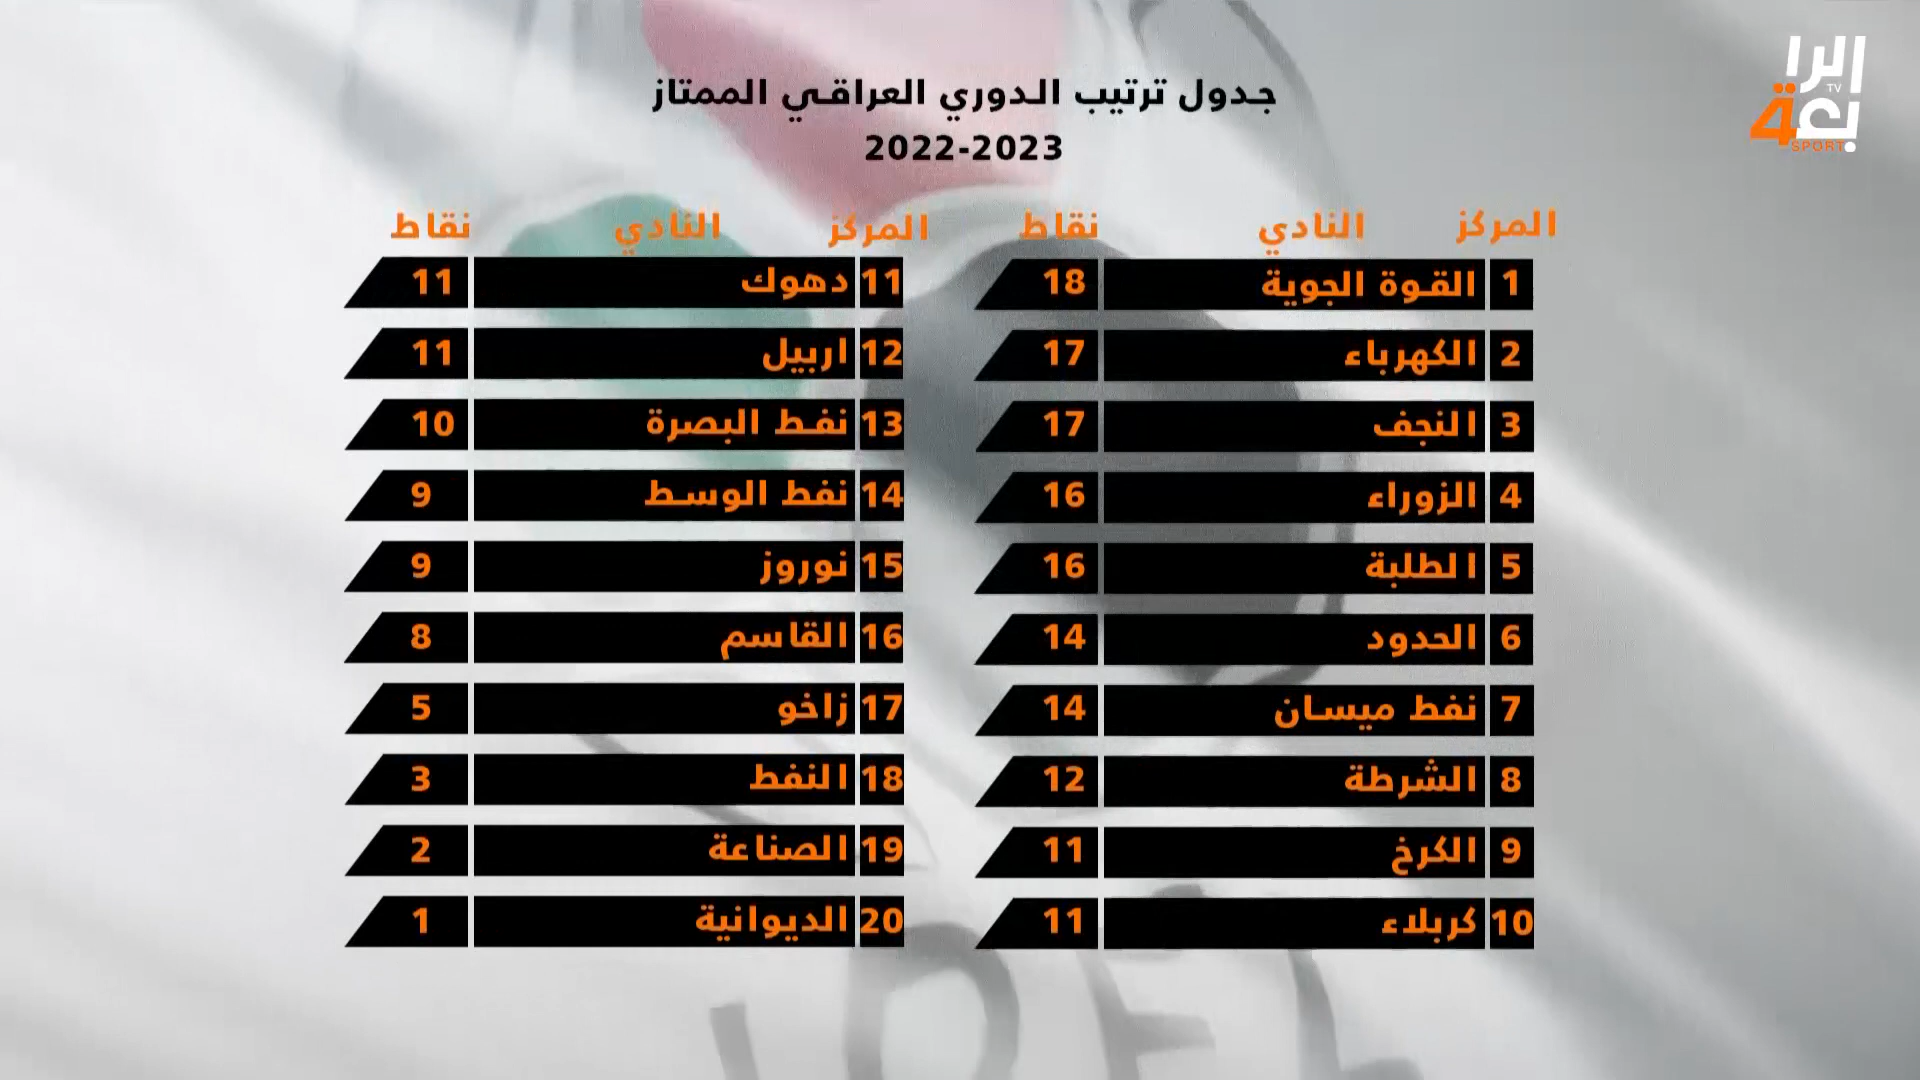 الرا
بعة 4
TV
SPORT
جدول ترتيب الدوري العراقي الممتاز
2022-2023
المركز النادي نقاط
1 القوة الجوية 18
2 الكهرباء 17
3 النجف 17
4 الزوراء 16
5 الطلبة 16
6 الحدود 14
7 نفط ميسان 14
8 الشرطة 12
9 الكرخ 11
10 كربلاء 11
المركز النادي نقاط
11 دهوك 11
12 اربيل 11
13 نفط البصرة 10
14 نفط الوسط 9
15 نوروز 9
16 القاسم 8
17 زاخو 5
18 النفط 3
19 الصناعة 2
20 الديوانية 1